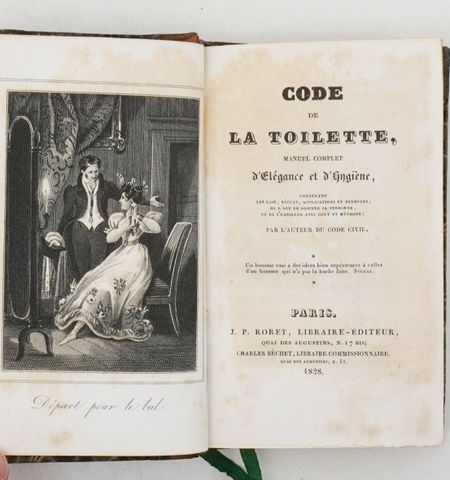 Départ pour le bal.
CODE
DE
LA TOILETTE,
MANUEL COMPLET
d'Elégance et d'Hygiène,
CONTENANT
LES LOIS, RÈGLES, APPLICATIONS ET EXEMPLES,
DE L'ART DE SOIGNER SA PERSONNE,
ET DE S'HABILLER AVEC GOUT ET MÉTHODE;
PAR L'AUTEUR DU CODE CIVIL.
Un homme rasé a des idées bien supérieures à celles
d'un homme qui n'a pas la barbe faite. STERNE.
PARIS.
J. P. RORET, LIBRAIRE-ÉDITEUR,
QUAI DES AUGUSTINS, N. 17 BIS;
CHARLES BÉCHET, LIBRAIRE-COMMISSIONNAIRE,
QUAI DES AUGUSTINS, N. 57.
1828.